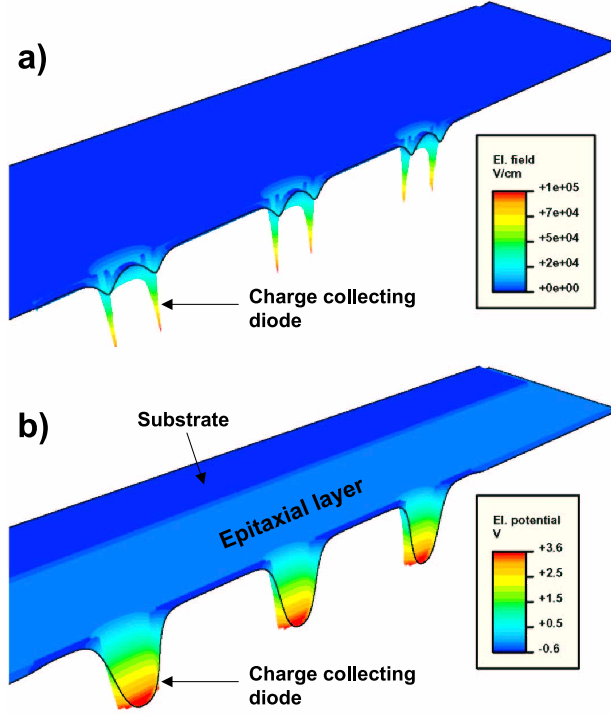 a)
El. field
V/cm
+1e+05
+7e+04
+5e+04
+2e+04
+0e+00
Charge collecting
diode
b)
Substrate
Epitaxial layer
El. potential
V
+3.6
+2.5
+1.5
+0.5
-0.6
Charge collecting
diode